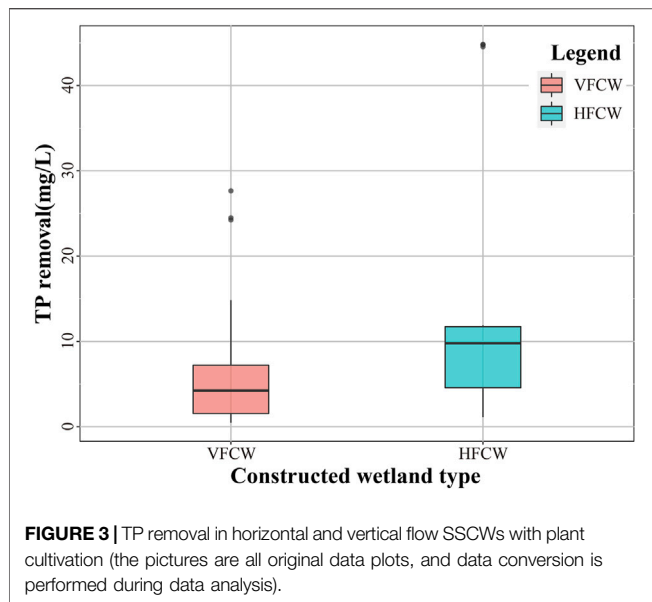 Legend
VFCW
HFCW
TP removal(mg/L)
40
30
20
10
0
VFCW
HFCW
Constructed wetland type
FIGURE 3 | TP removal in horizontal and vertical flow SSCWs with plant
cultivation (the pictures are all original data plots, and data conversion is
performed during data analysis).